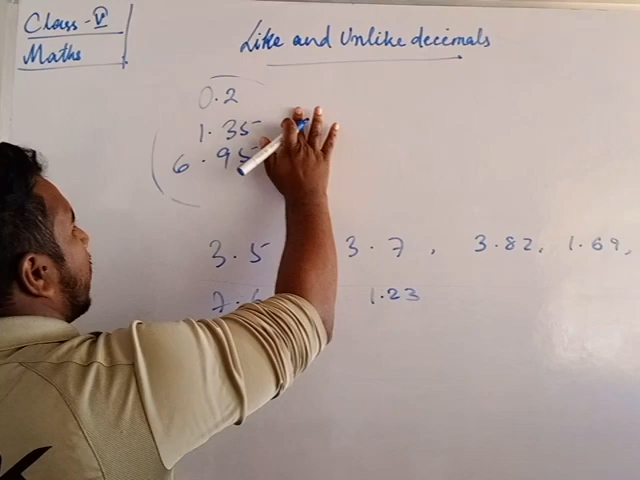 Class - V
Maths
Like and Unlike decimals
0.2
1.35
6.95
3.5 3.7 , 3.82, 1.69,
1.23